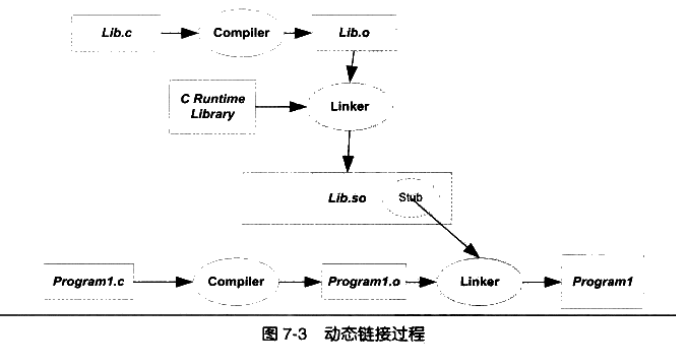 Lib.c
Compiler
Lib.o
C Runtime
Library
Linker
Lib.so
Stub
Program1.c
Compiler
Program1.o
Linker
Program1
图 7-3 动态链接过程